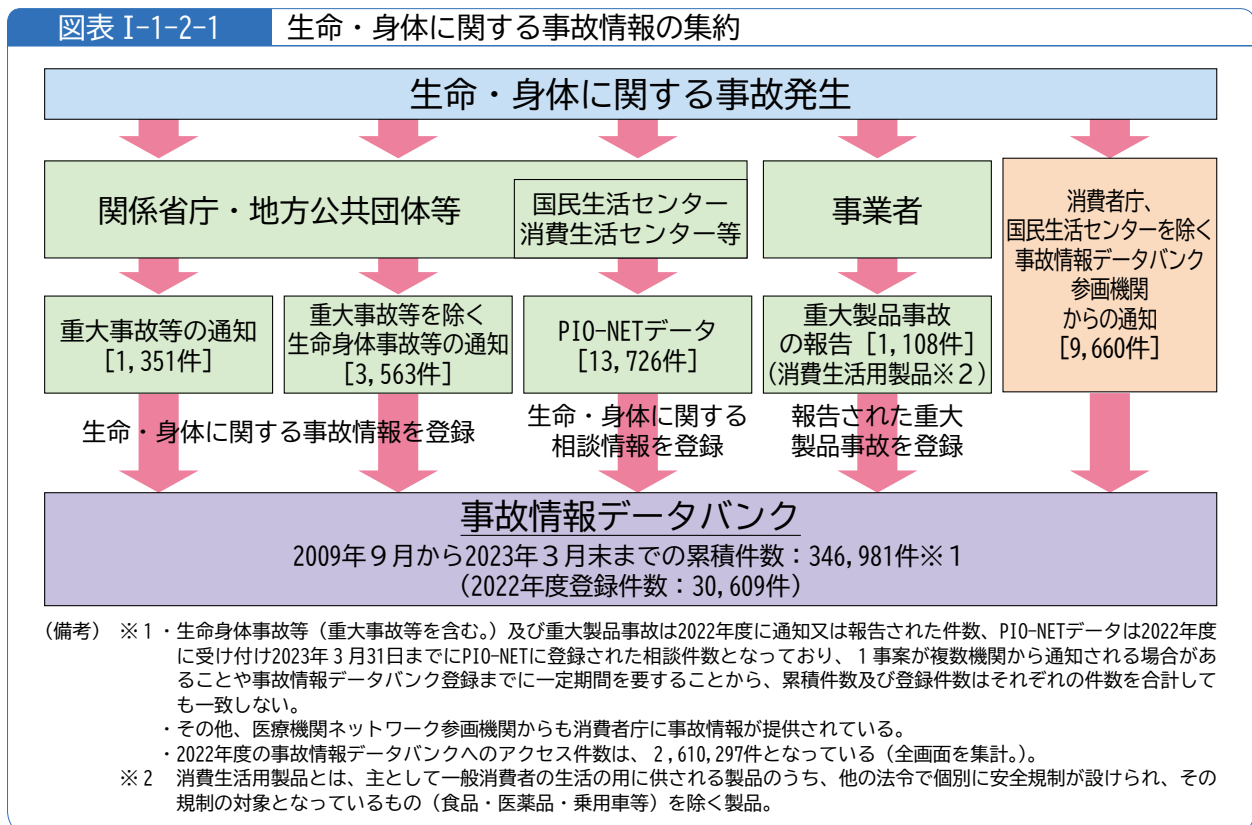 図表Ⅰ-1-2-1 生命・身体に関する事故情報の集約
生命・身体に関する事故発生
関係省庁・地方公共団体等
国民生活センター
消費生活センター等
事業者
消費者庁、
国民生活センターを除く
事故情報データバンク
参画機関
からの通知
[9,660件]
重大事故等の通知
[1,351件]
重大事故等を除く
生命身体事故等の通知
[3,563件]
PIO-NETデータ
[13,726件]
重大製品事故
の報告[1,108件]
(消費生活用製品※2)
生命・身体に関する事故情報を登録
生命・身体に関する
相談情報を登録
報告された重大
製品事故を登録
事故情報データバンク
2009年9月から2023年3月末までの累積件数:346,981件※1
(2022年度登録件数:30,609件)
(備考) ※1・生命身体事故等(重大事故等を含む。)及び重大製品事故は2022年度に通知又は報告された件数、PIO-NETデータは2022年度
に受け付け2023年3月31日までにPIO-NETに登録された相談件数となっており、1事案が複数機関から通知される場合があ
ることや事故情報データバンク登録までに一定期間を要することから、累積件数及び登録件数はそれぞれの件数を合計して
も一致しない。
・その他、医療機関ネットワーク参画機関からも消費者庁に事故情報が提供されている。
・2022年度の事故情報データバンクへのアクセス件数は、2,610,297件となっている(全画面を集計。)。
※2 消費生活用製品とは、主として一般消費者の生活の用に供される製品のうち、他の法令で個別に安全規制が設けられ、その
規制の対象となっているもの(食品・医薬品・乗用車等)を除く製品。